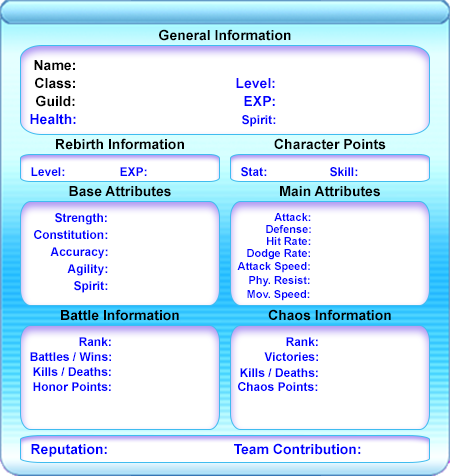 General Information
Name:
Class: Level:
Guild: EXP:
Health: Spirit:
Rebirth Information
Level: EXP:
Character Points
Stat: Skill:
Base Attributes
Strength:
Constitution:
Accuracy:
Agility:
Spirit:
Main Attributes
Attack:
Defense:
Hit Rate:
Dodge Rate:
Attack Speed:
Phy. Resist:
Mov. Speed:
Battle Information
Rank:
Battles / Wins:
Kills / Deaths:
Honor Points:
Chaos Information
Rank:
Victories:
Kills / Deaths:
Chaos Points:
Reputation: Team Contribution: